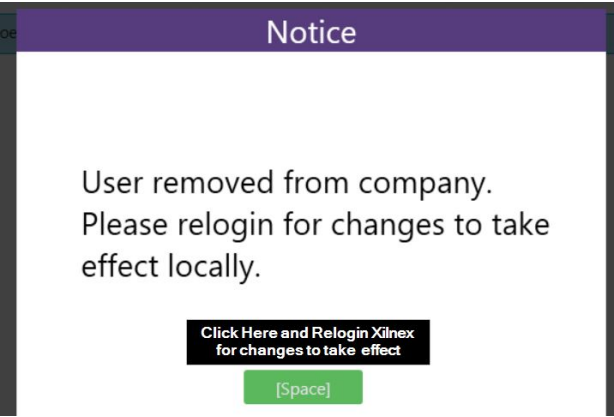 Notice
User removed from company.
Please relogin for changes to take
effect locally.
Click Here and Relogin Xilnex
for changes to take effect
[Space]